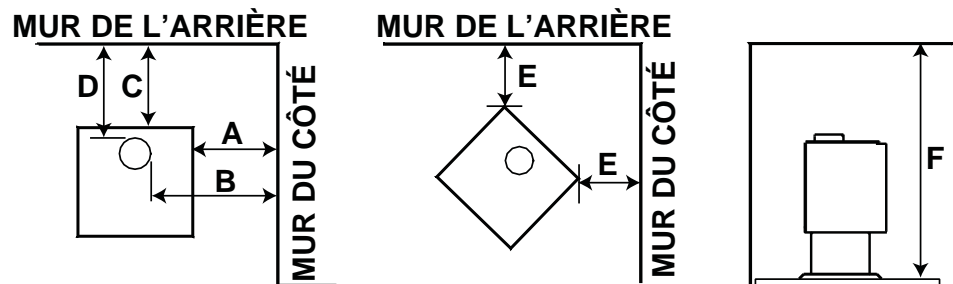 MUR DE L'ARRIÈRE
D
C
A
B
MUR DU CÔTÉ
MUR DE L'ARRIÈRE
E
E
MUR DU CÔTÉ
F